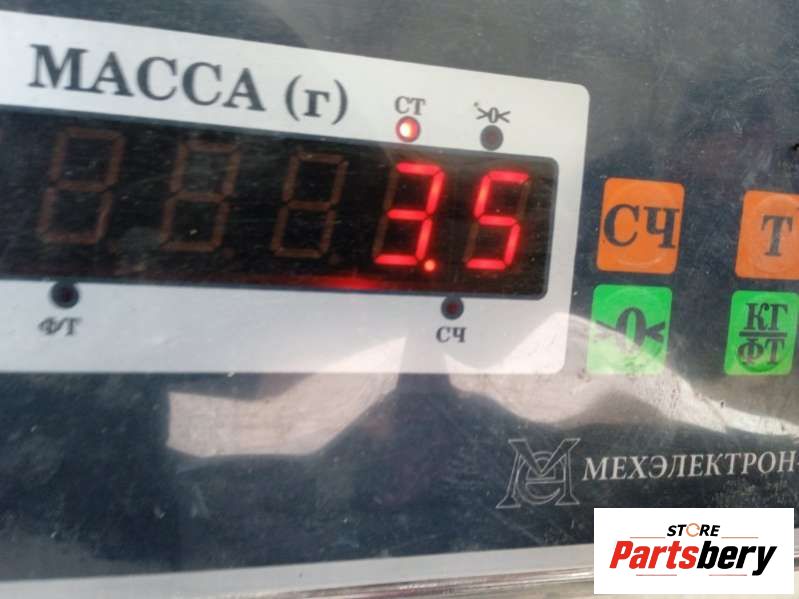 МАССА (г)
СТ >0<
3.5
ФТ СЧ
СЧ Т
>0< КГ
ФТ
МЕХЭЛЕКТРОН
STORE
Partsbery